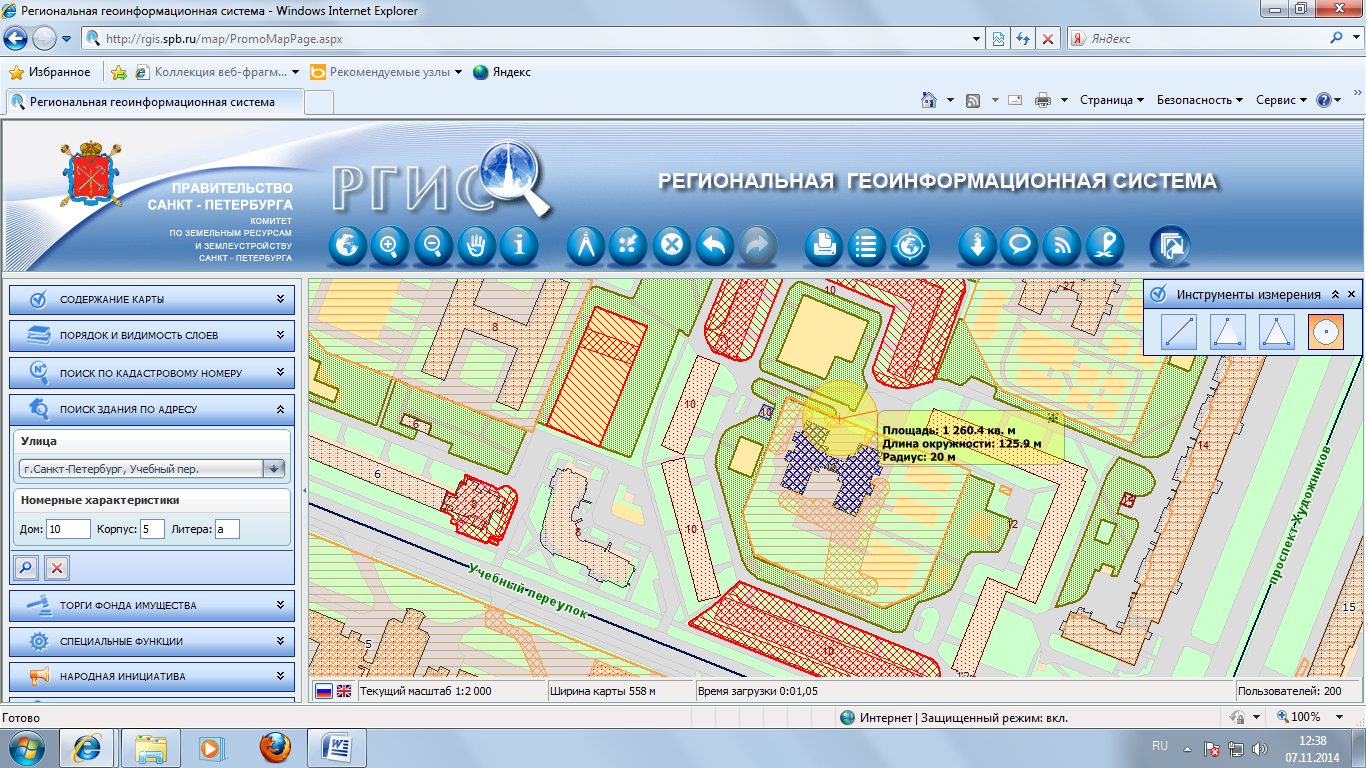 Региональная геоинформационная система - Windows Internet Explorer
http://rgis.spb.ru/map/PromoMapPage.aspx
Яндекс
Избранное
Коллекция веб-фрагм...
Рекомендуемые узлы
Яндекс
Региональная геоинформационная система
Страница
Безопасность
Сервис
ПРАВИТЕЛЬСТВО
САНКТ - ПЕТЕРБУРГА
КОМИТЕТ
ПО ЗЕМЕЛЬНЫМ РЕСУРСАМ
И ЗЕМЛЕУСТРОЙСТВУ
САНКТ - ПЕТЕРБУРГА
РГИС
РЕГИОНАЛЬНАЯ ГЕОИНФОРМАЦИОННАЯ СИСТЕМА
СОДЕРЖАНИЕ КАРТЫ
ПОРЯДОК И ВИДИМОСТЬ СЛОЕВ
ПОИСК ПО КАДАСТРОВОМУ НОМЕРУ
ПОИСК ЗДАНИЯ ПО АДРЕСУ
Улица
г.Санкт-Петербург, Учебный пер.
Номерные характеристики
Дом: 10 Корпус: 5 Литера: а
ТОРГИ ФОНДА ИМУЩЕСТВА
СПЕЦИАЛЬНЫЕ ФУНКЦИИ
НАРОДНАЯ ИНИЦИАТИВА
Инструменты измерения
27
10
8
10
10
6
Площадь: 1 260.4 кв. м
Длина окружности: 125.9 м
Радиус: 20 м
14
6
8
10
8
2
Учебный переулок
проспект Художников
5
10
15
12
Текущий масштаб 1:2 000
Ширина карты 558 м
Время загрузки 0:01,05
Пользователей: 200
Готово
Интернет | Защищенный режим: вкл.
100%
RU
12:38
07.11.2014